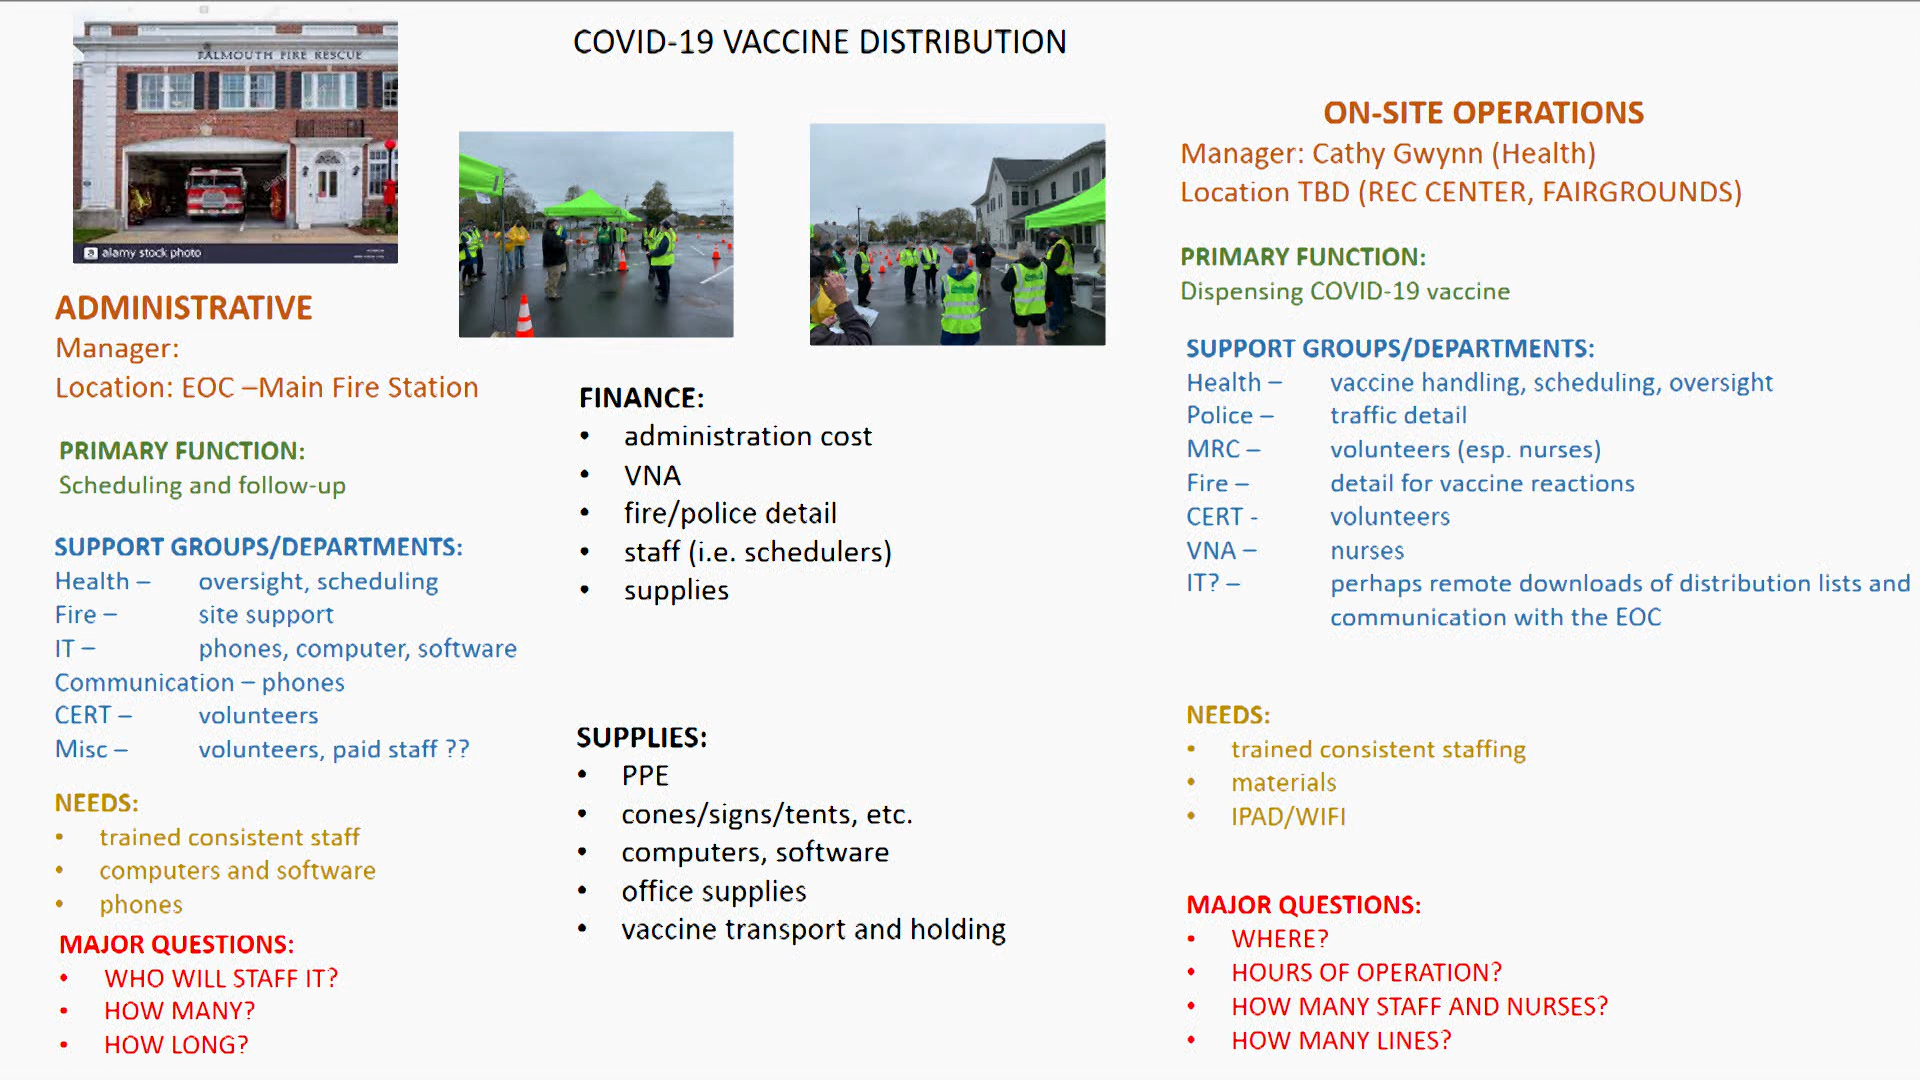 FALMOUTH FIRE RESCUE
alamy stock photo
COVID-19 VACCINE DISTRIBUTION
ADMINISTRATIVE
Manager:
Location: EOC –Main Fire Station
PRIMARY FUNCTION:
Scheduling and follow-up
SUPPORT GROUPS/DEPARTMENTS:
Health – oversight, scheduling
Fire – site support
IT – phones, computer, software
Communication – phones
CERT – volunteers
Misc – volunteers, paid staff ??
NEEDS:
• trained consistent staff
• computers and software
• phones
MAJOR QUESTIONS:
• WHO WILL STAFF IT?
• HOW MANY?
• HOW LONG?
FINANCE:
• administration cost
• VNA
• fire/police detail
• staff (i.e. schedulers)
• supplies
SUPPLIES:
• PPE
• cones/signs/tents, etc.
• computers, software
• office supplies
• vaccine transport and holding
ON-SITE OPERATIONS
Manager: Cathy Gwynn (Health)
Location TBD (REC CENTER, FAIRGROUNDS)
PRIMARY FUNCTION:
Dispensing COVID-19 vaccine
SUPPORT GROUPS/DEPARTMENTS:
Health – vaccine handling, scheduling, oversight
Police – traffic detail
MRC – volunteers (esp. nurses)
Fire – detail for vaccine reactions
CERT - volunteers
VNA – nurses
IT? – perhaps remote downloads of distribution lists and
communication with the EOC
NEEDS:
• trained consistent staffing
• materials
• IPAD/WIFI
MAJOR QUESTIONS:
• WHERE?
• HOURS OF OPERATION?
• HOW MANY STAFF AND NURSES?
• HOW MANY LINES?